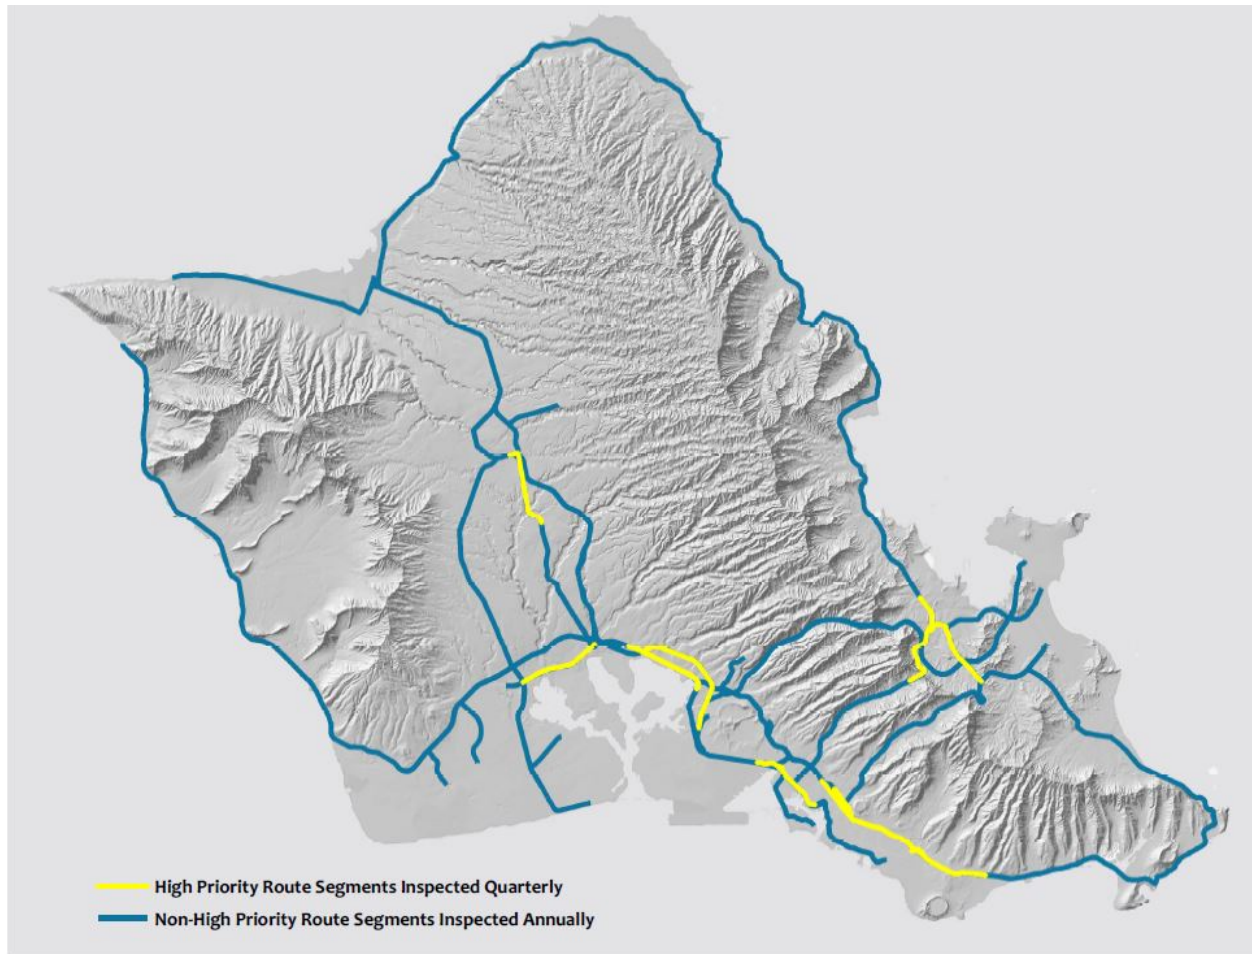 High Priority Route Segments Inspected Quarterly
Non-High Priority Route Segments Inspected Annually